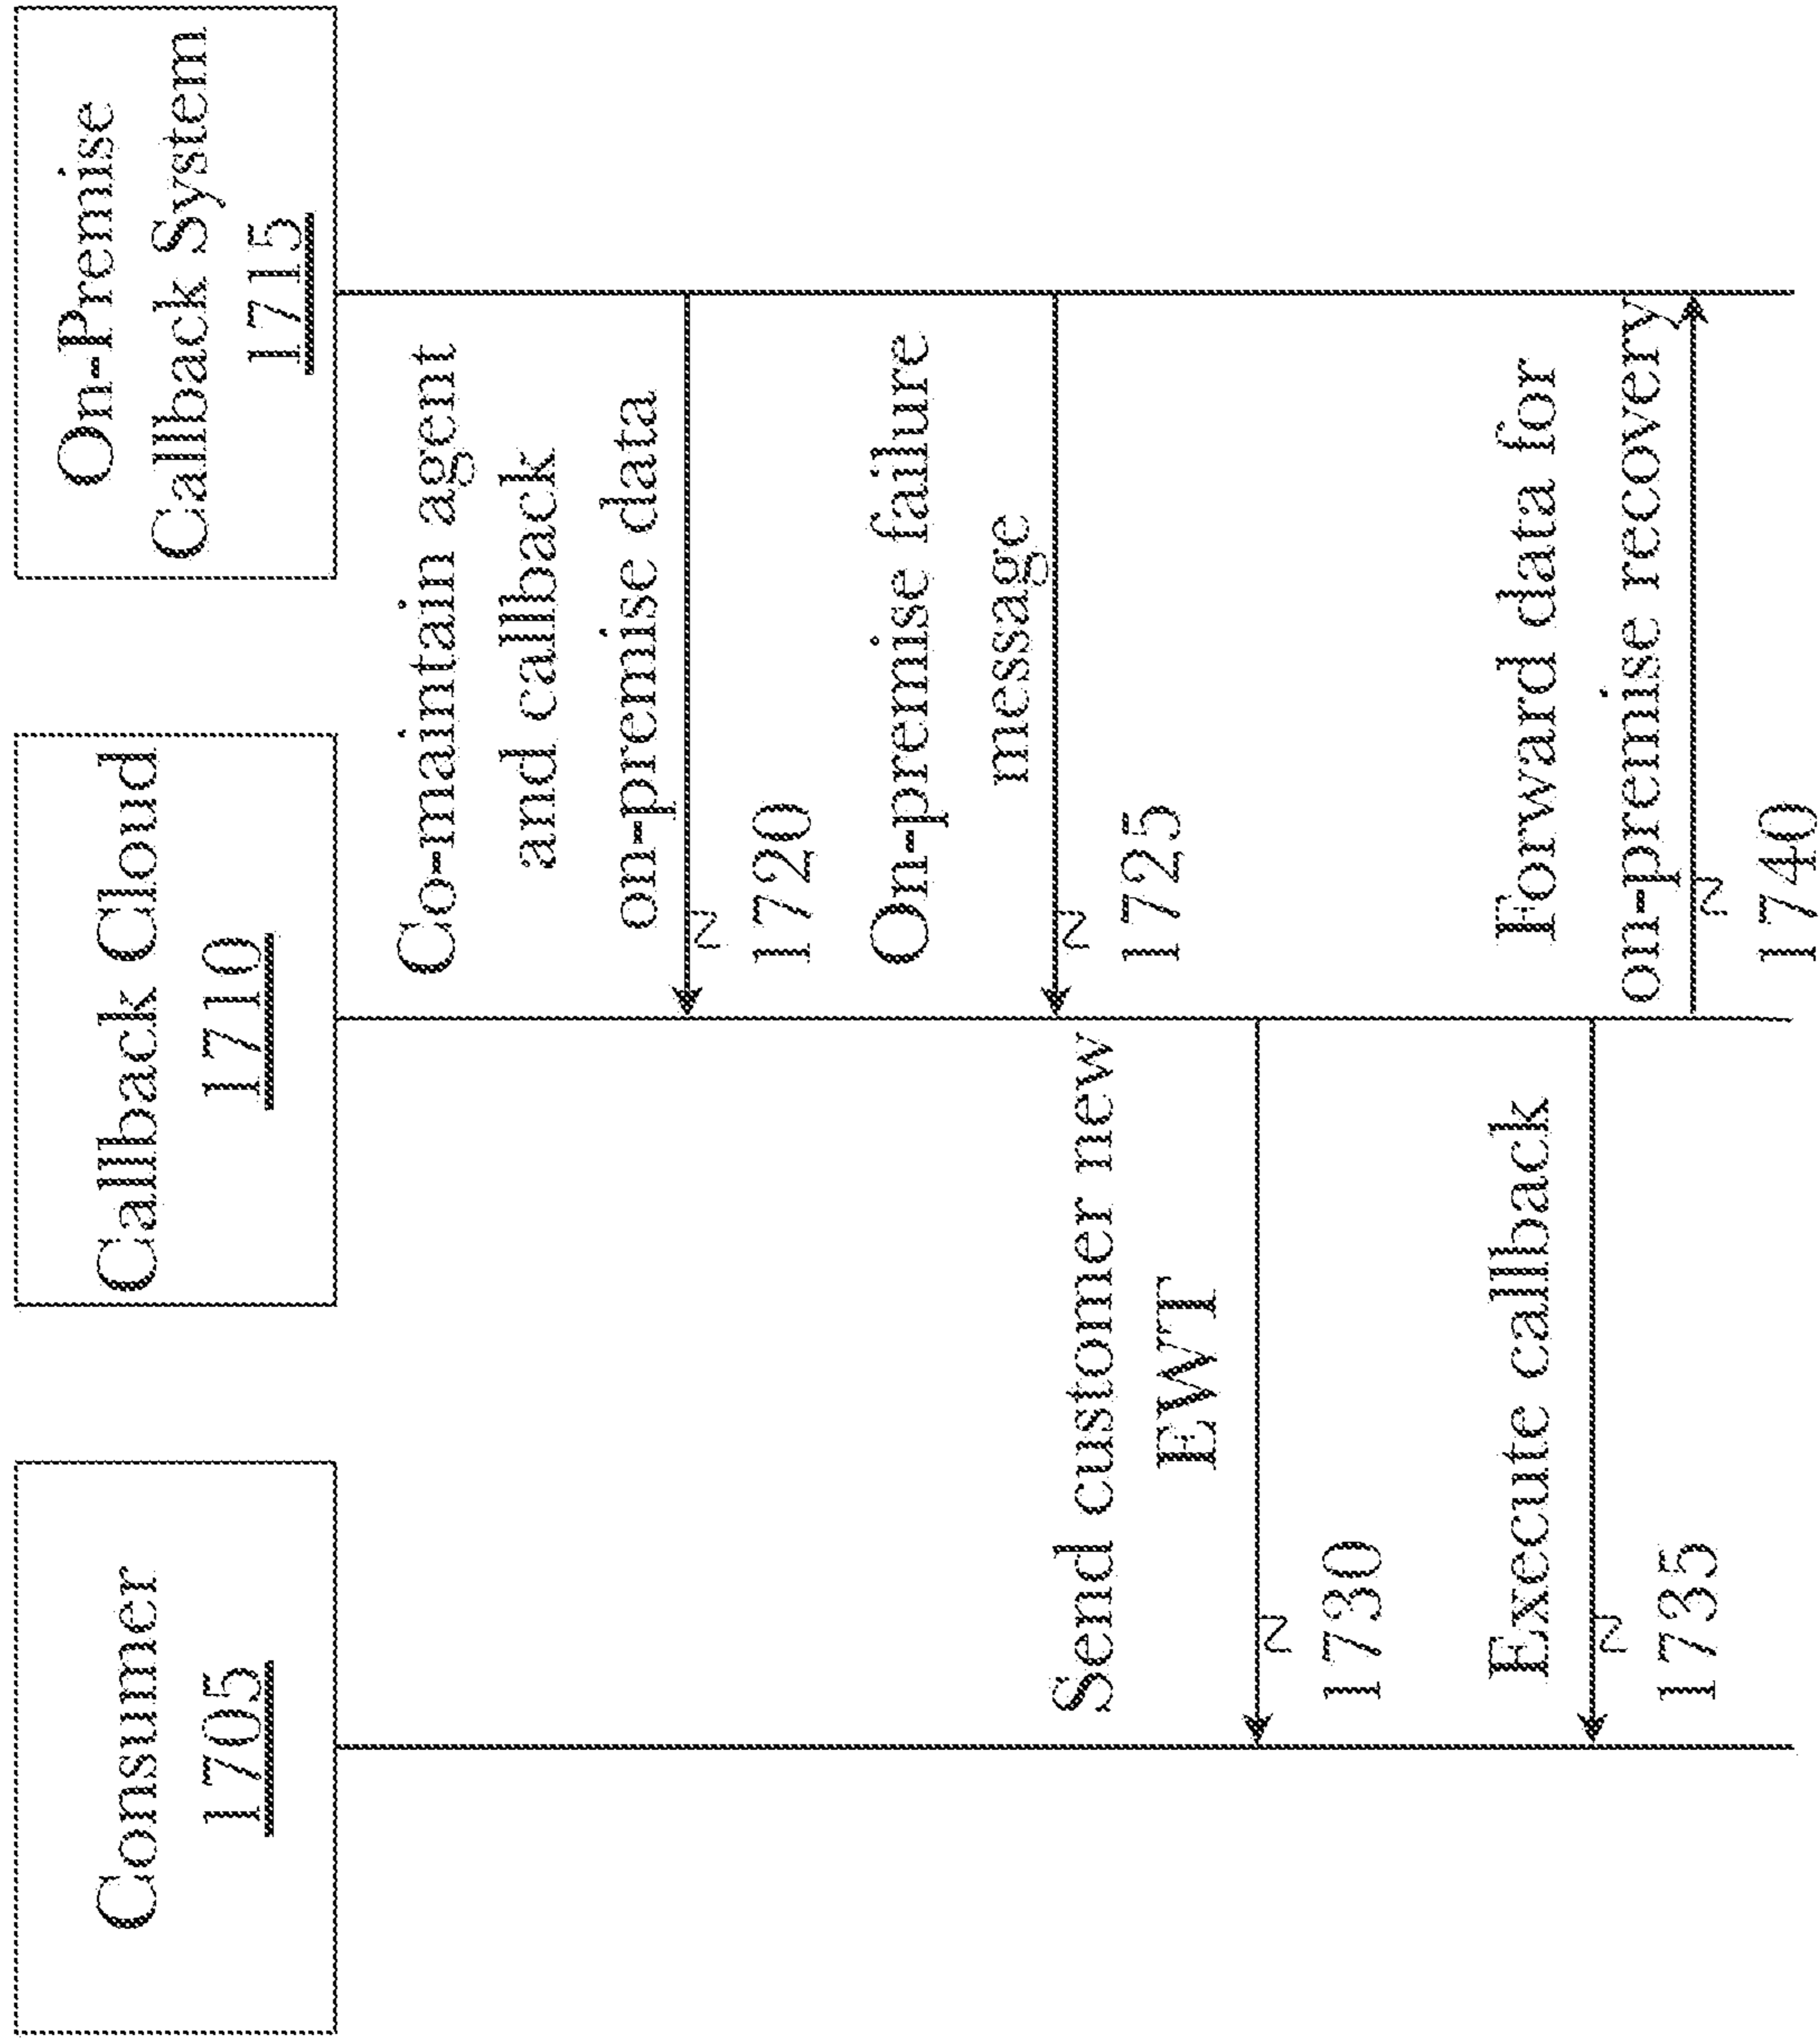 Consumer
1705
Callback Cloud
1710
On-Premise
Callback System
1715
Co-maintain agent
and callback
on-premise data
1720
On-premise failure
message
1725
Send customer new
EWT
1730
Execute callback
1735
Forward data for
on-premise recovery
1740